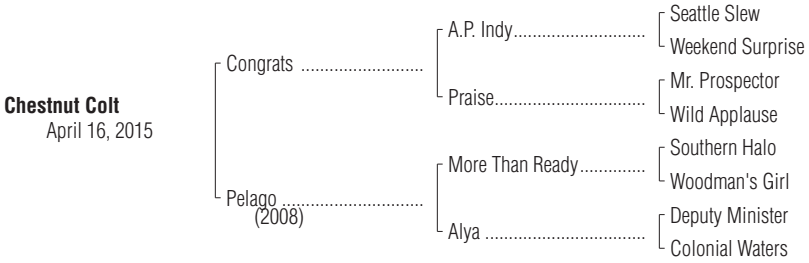 Seattle Slew
A.P. Indy..............................
Weekend Surprise
Congrats ............................
Mr. Prospector
Praise...................................
Wild Applause
Chestnut Colt
April 16, 2015
Southern Halo
More Than Ready...............
Woodman's Girl
Pelago .................................
(2008)
Deputy Minister
Alya .....................................
Colonial Waters